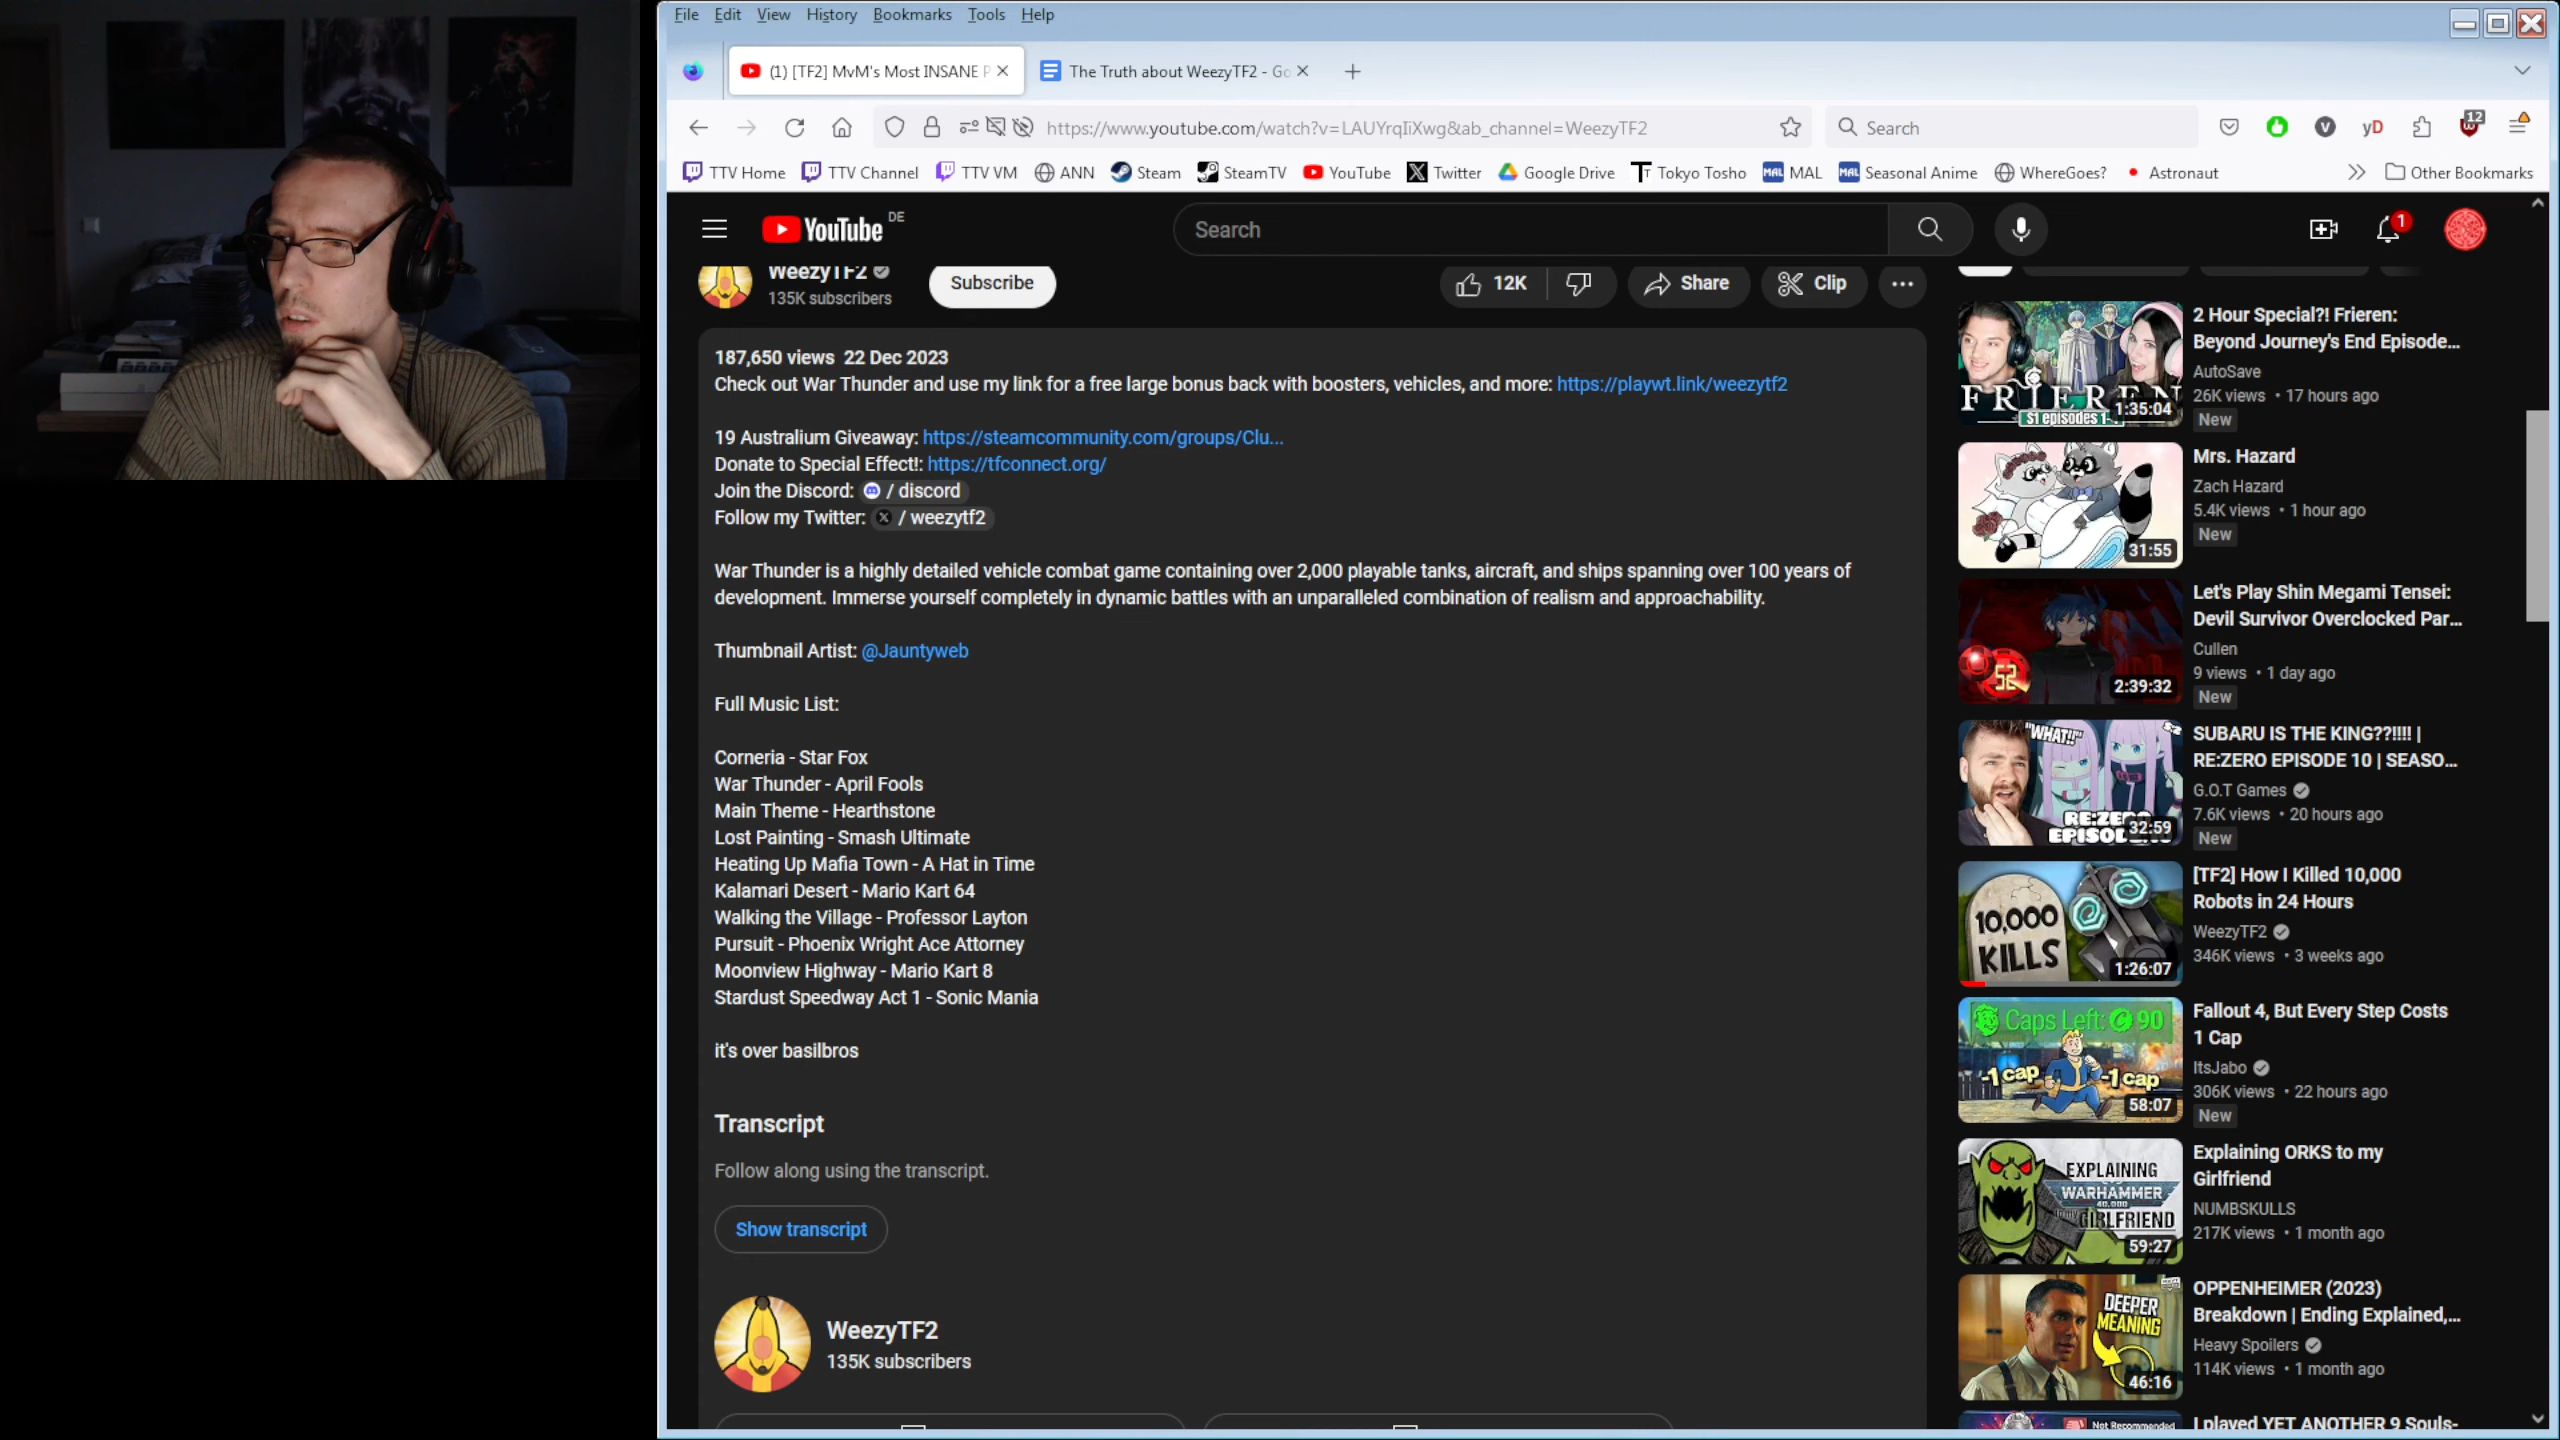 File Edit View History Bookmarks Tools Help
(1) [TF2] MvM's Most INSANE P
The Truth about WeezyTF2 - Go
https://www.youtube.com/watch?v=LAUYrqIiXwg&ab_channel=WeezyTF2
Search
yD
12
TTV Home TTV Channel TTV VM ANN Steam SteamTV YouTube Twitter Google Drive Tokyo Tosho MAL MAL MAL Seasonal Anime WhereGoes? Astronaut Other Bookmarks
YouTube DE
Search
1
WeezyTF2
135K subscribers
Subscribe
12K
Share
Clip
187,650 views 22 Dec 2023
Check out War Thunder and use my link for a free large bonus back with boosters, vehicles, and more: https://playwt.link/weezytf2
19 Australium Giveaway: https://steamcommunity.com/groups/Clu...
Donate to Special Effect!: https://tfconnect.org/
Join the Discord: / discord
Follow my Twitter: / weezytf2
War Thunder is a highly detailed vehicle combat game containing over 2,000 playable tanks, aircraft, and ships spanning over 100 years of
development. Immerse yourself completely in dynamic battles with an unparalleled combination of realism and approachability.
Thumbnail Artist: @Jauntyweb
Full Music List:
Corneria - Star Fox
War Thunder - April Fools
Main Theme - Hearthstone
Lost Painting - Smash Ultimate
Heating Up Mafia Town - A Hat in Time
Kalamari Desert - Mario Kart 64
Walking the Village - Professor Layton
Pursuit - Phoenix Wright Ace Attorney
Moonview Highway - Mario Kart 8
Stardust Speedway Act 1 - Sonic Mania
it's over basilbros
Transcript
Follow along using the transcript.
Show transcript
WeezyTF2
135K subscribers
FRIEREN
S1 episodes 1-
1:35:04
2 Hour Special?! Frieren:
Beyond Journey's End Episode...
AutoSave
26K views • 17 hours ago
New
31:55
Mrs. Hazard
Zach Hazard
5.4K views • 1 hour ago
New
52
2:39:32
Let's Play Shin Megami Tensei:
Devil Survivor Overclocked Par...
Cullen
9 views • 1 day ago
New
"WHAT!!"
RE:ZERO
32:59
SUBARU IS THE KING??!!!! |
RE:ZERO EPISODE 10 | SEASO...
G.O.T Games
7.6K views • 20 hours ago
New
10,000
KILLS
1:26:07
[TF2] How I Killed 10,000
Robots in 24 Hours
WeezyTF2
346K views • 3 weeks ago
Caps Left: 90
-1 cap
-1 cap
58:07
Fallout 4, But Every Step Costs
1 Cap
ItsJabo
306K views • 22 hours ago
New
EXPLAINING
WARHAMMER
40,000
GIRLFRIEND
59:27
Explaining ORKS to my
Girlfriend
NUMBSKULLS
217K views • 1 month ago
DEEPER
MEANING
46:16
OPPENHEIMER (2023)
Breakdown | Ending Explained,...
Heavy Spoilers
114K views • 1 month ago
Not Recommended
I played YET ANOTHER 9 Souls-